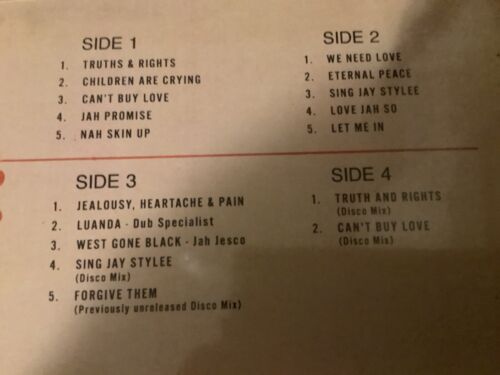 SIDE 1
1. TRUTHS & RIGHTS
2. CHILDREN ARE CRYING
3. CAN'T BUY LOVE
4. JAH PROMISE
5. NAH SKIN UP
SIDE 2
1. WE NEED LOVE
2. ETERNAL PEACE
3. SING JAY STYLEE
4. LOVE JAH SO
5. LET ME IN
SIDE 3
1. JEALOUSY, HEARTACHE & PAIN
2. LUANDA - Dub Specialist
3. WEST GONE BLACK - Jah Jesco
4. SING JAY STYLEE
(Disco Mix)
5. FORGIVE THEM
(Previously unreleased Disco Mix)
SIDE 4
1. TRUTH AND RIGHTS
(Disco Mix)
2. CAN'T BUY LOVE
(Disco Mix)